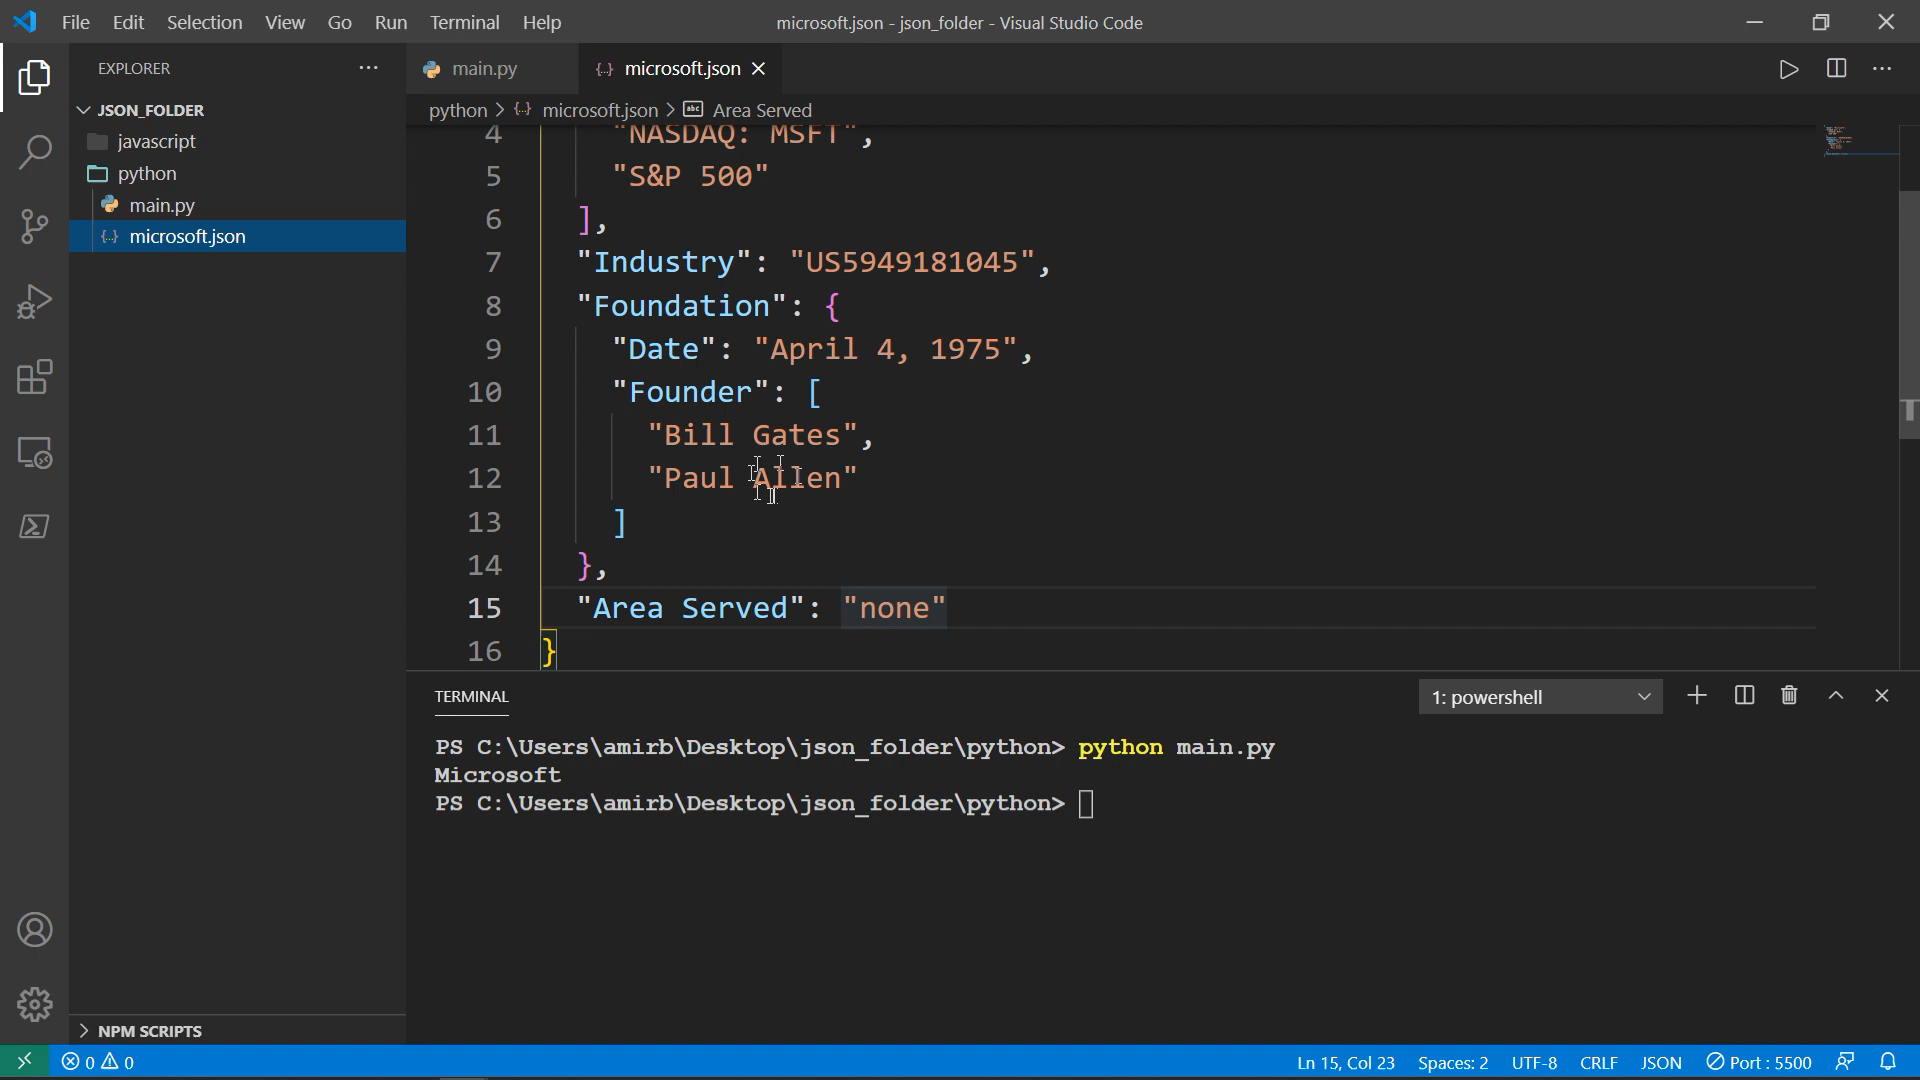 File Edit Selection View Go Run Terminal Help microsoft.json - json_folder - Visual Studio Code
EXPLORER ···
main.py microsoft.json
JSON_FOLDER
javascript
python
main.py
microsoft.json
python > microsoft.json > Area Served
4 "NASDAQ: MSFT",
5 "S&P 500"
6 ],
7 "Industry": "US5949181045",
8 "Foundation": {
9 "Date": "April 4, 1975",
10 "Founder": [
11 "Bill Gates",
12 "Paul Allen"
13 ]
14 },
15 "Area Served": "none"
16 }
TERMINAL 1: powershell
PS C:\Users\amirb\Desktop\json_folder\python> python main.py
Microsoft
PS C:\Users\amirb\Desktop\json_folder\python>
NPM SCRIPTS
0 0 Ln 15, Col 23 Spaces: 2 UTF-8 CRLF JSON Port : 5500